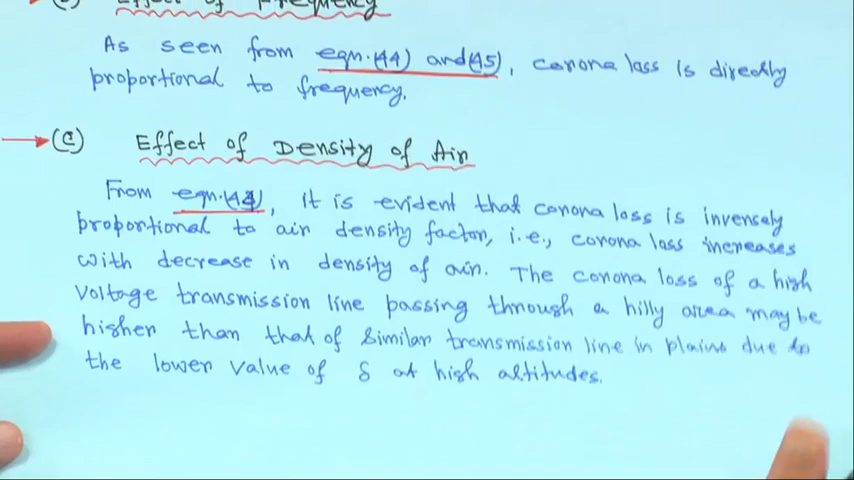 Effect of Frequency
As seen from eqn.(44) and(45), corona loss is directly
proportional to frequency.
(C) Effect of Density of Air
From eqn.(44), it is evident that corona loss is inversely
proportional to air density factor, i.e., corona loss increases
with decrease in density of air. The corona loss of a high
voltage transmission line passing through a hilly area may be
higher than that of similar transmission line in plains due to
the lower value of δ at high altitudes.